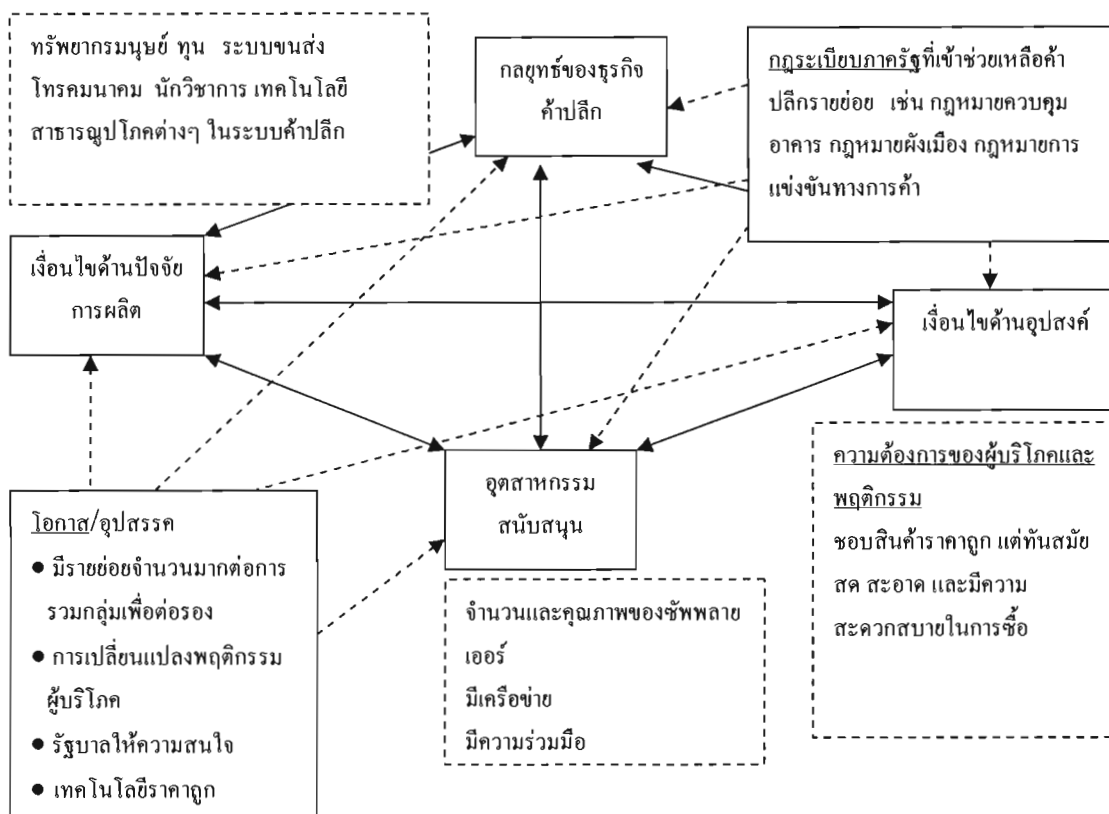 ทรัพยากรมนุษย์ ทุน ระบบขนส่ง
โทรคมนาคม นักวิชาการ เทคโนโลยี
สาธารณูปโภคต่างๆ ในระบบค้าปลีก
กลยุทธ์ของธุรกิจ
ค้าปลีก
กฎระเบียบภาครัฐที่เข้าช่วยเหลือค้า
ปลีกรายย่อย เช่น กฎหมายควบคุม
อาคาร กฎหมายผังเมือง กฎหมายการ
แข่งขันทางการค้า
เงื่อนไขด้านปัจจัย
การผลิต
เงื่อนไขด้านอุปสงค์
อุตสาหกรรม
สนับสนุน
ความต้องการของผู้บริโภคและ
พฤติกรรม
ชอบสินค้าราคาถูก แต่ทันสมัย
สด สะอาด และมีความ
สะดวกสบายในการซื้อ
โอกาส/อุปสรรค
● มีรายย่อยจำนวนมากต่อการ
รวมกลุ่มเพื่อต่อรอง
● การเปลี่ยนแปลงพฤติกรรม
ผู้บริโภค
● รัฐบาลให้ความสนใจ
● เทคโนโลยีราคาถูก
จำนวนและคุณภาพของซัพพลาย
เออร์
มีเครือข่าย
มีความร่วมมือ